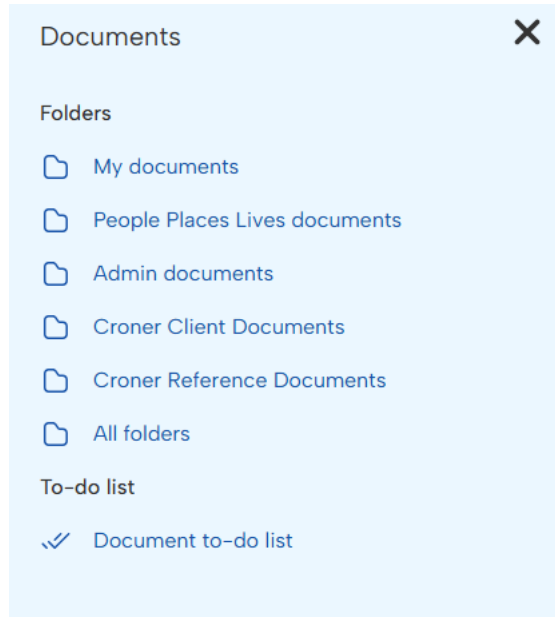 Documents
Folders
My documents
People Places Lives documents
Admin documents
Croner Client Documents
Croner Reference Documents
All folders
To-do list
Document to-do list